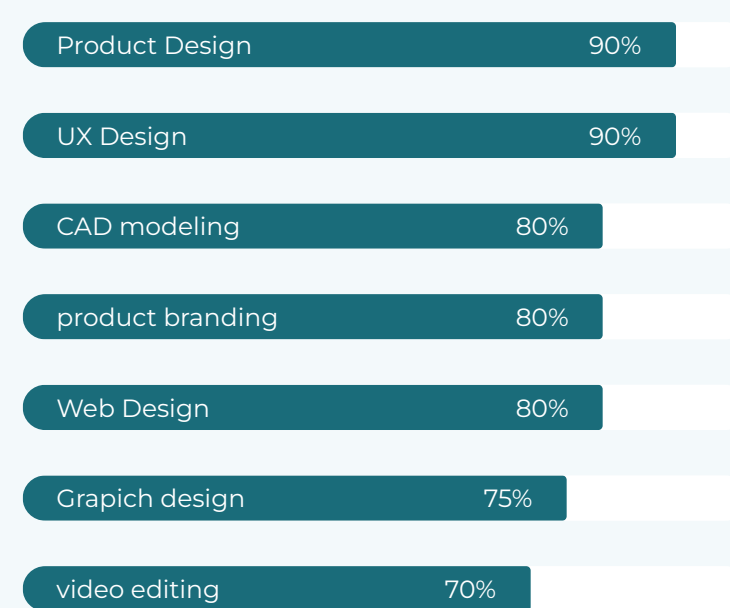 Product Design 90%
UX Design 90%
CAD modeling 80%
product branding 80%
Web Design 80%
Grapich design 75%
video editing 70%